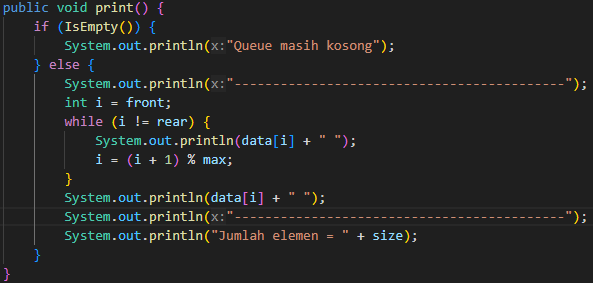 public void print() {
    if (IsEmpty()) {
        System.out.println(x:"Queue masih kosong");
    } else {
        System.out.println(x:"------------------------------------------");
        int i = front;
        while (i != rear) {
            System.out.println(data[i] + " ");
            i = (i + 1) % max;
        }
        System.out.println(data[i] + " ");
        System.out.println(x:"------------------------------------------");
        System.out.println("Jumlah elemen = " + size);
    }
}